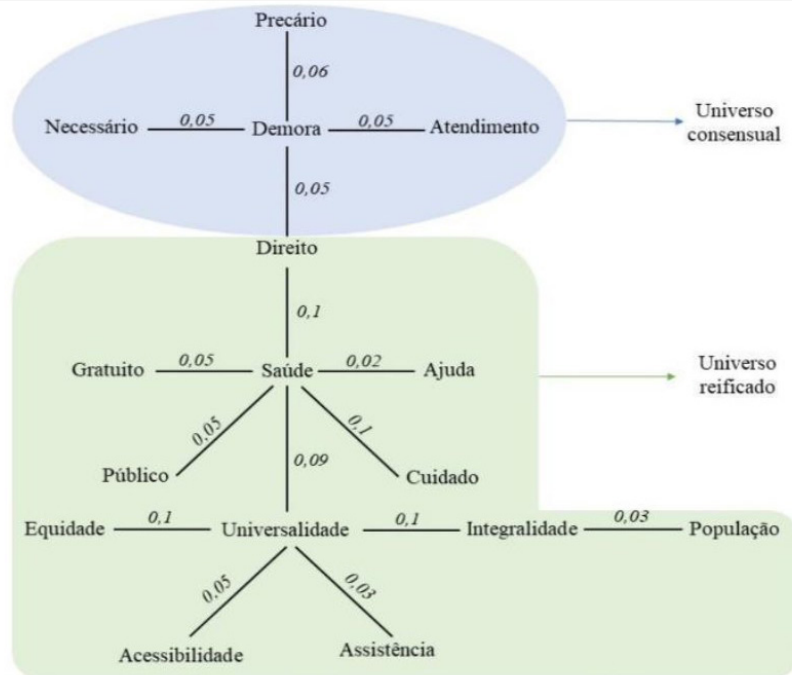 Precário
0,06
Necessário 0,05 Demora 0,05 Atendimento
Universo
consensual
0,05
Direito
0,1
Gratuito 0,05 Saúde 0,02 Ajuda
Universo
reificado
0,05 0,09 0,1
Público Cuidado
Equidade 0,1 Universalidade 0,1 Integralidade 0,03 População
0,05 0,03
Acessibilidade Assistência